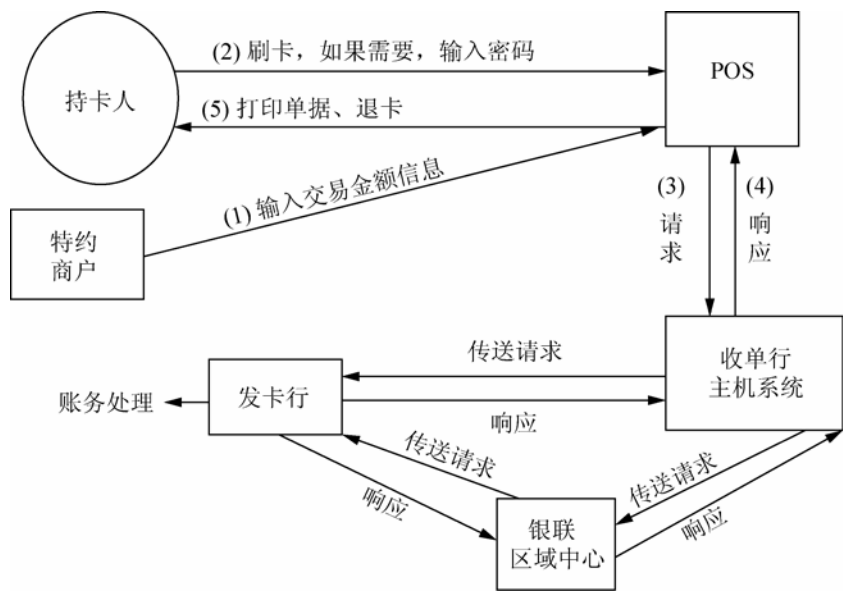 (2) 刷卡，如果需要，输入密码
POS
持卡人
(5) 打印单据、退卡
(1) 输入交易金额信息
(3)
请
求
(4)
响
应
特约
商户
传送请求
收单行
主机系统
账务处理
发卡行
响应
传送请求
响应
传送请求
响应
银联
区域中心